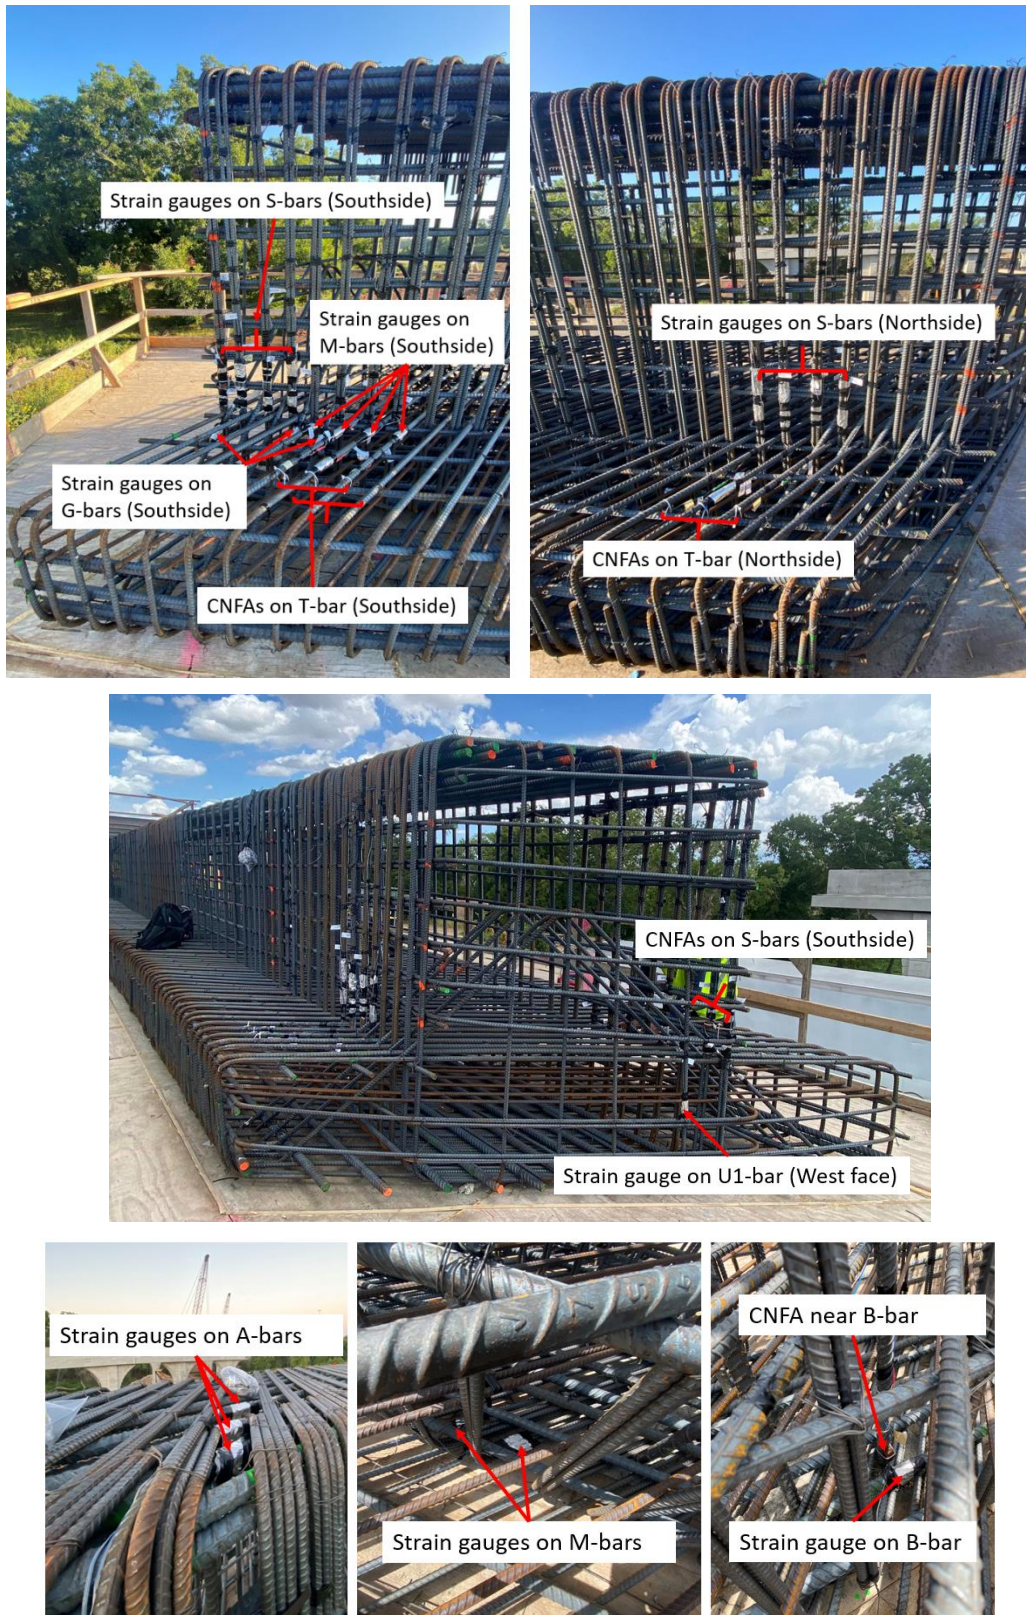 Strain gauges on S-bars (Southside)
Strain gauges on
M-bars (Southside)
Strain gauges on
G-bars (Southside)
CNFAs on T-bar (Southside)
Strain gauges on S-bars (Northside)
CNFAs on T-bar (Northside)
CNFAs on S-bars (Southside)
Strain gauge on U1-bar (West face)
Strain gauges on A-bars
Strain gauges on M-bars
CNFA near B-bar
Strain gauge on B-bar